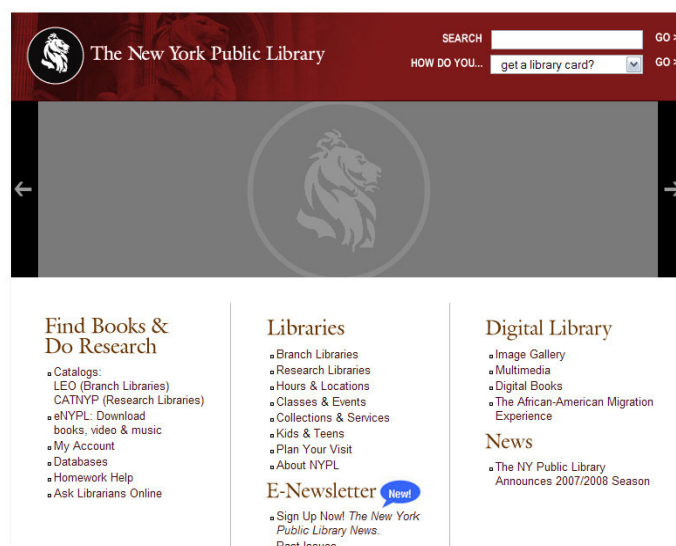 The New York Public Library
SEARCH
GO >
HOW DO YOU...
get a library card?
GO >
Find Books &
Do Research
Catalogs:
LEO (Branch Libraries)
CATNYP (Research Libraries)
eNYPL: Download
books, video & music
My Account
Databases
Homework Help
Ask Librarians Online
Libraries
Branch Libraries
Research Libraries
Hours & Locations
Classes & Events
Collections & Services
Kids & Teens
Plan Your Visit
About NYPL
E-Newsletter New!
Sign Up Now! The New York
Public Library News.
Past Issues
Digital Library
Image Gallery
Multimedia
Digital Books
The African-American Migration
Experience
News
The NY Public Library
Announces 2007/2008 Season